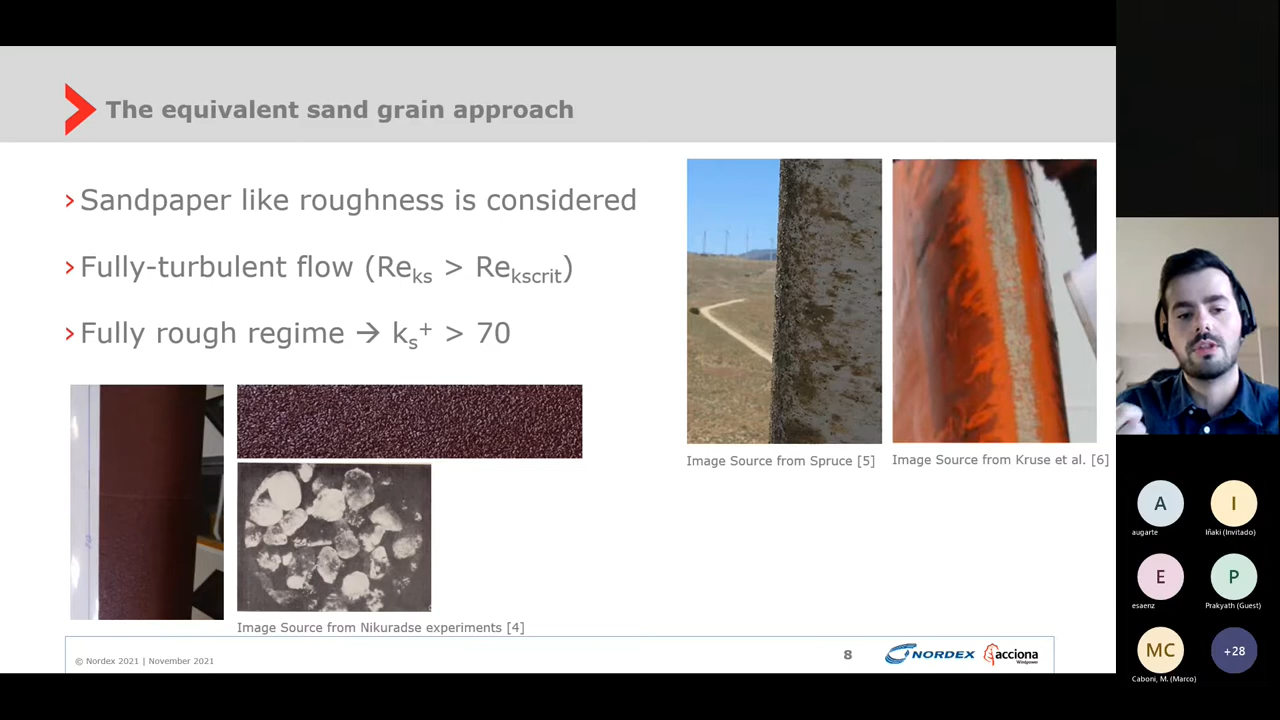 The equivalent sand grain approach
› Sandpaper like roughness is considered
› Fully-turbulent flow (Reks > Rekscrit)
› Fully rough regime → ks+ > 70
Image Source from Spruce [5]
Image Source from Kruse et al. [6]
Image Source from Nikuradse experiments [4]
© Nordex 2021 | November 2021
8
NORDEX
acciona
Windpower
A
augarte
I
Iñaki (Invitado)
E
esaenz
P
Prakyath (Guest)
MC
Caboni, M. (Marco)
+28